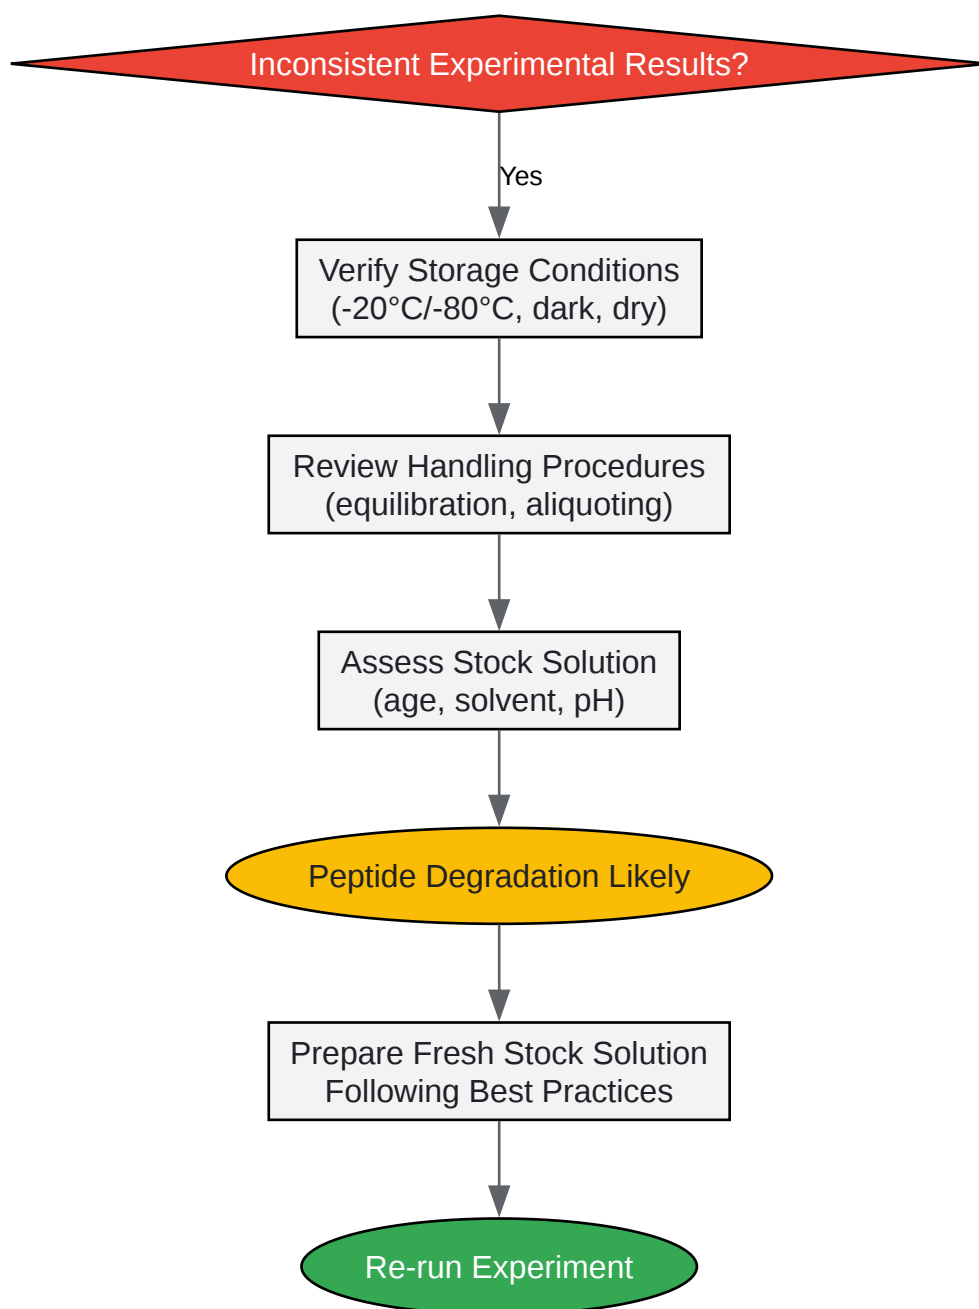 Inconsistent Experimental Results?
Yes
Verify Storage Conditions
(-20°C/-80°C, dark, dry)
Review Handling Procedures
(equilibration, aliquoting)
Assess Stock Solution
(age, solvent, pH)
Peptide Degradation Likely
Prepare Fresh Stock Solution
Following Best Practices
Re-run Experiment